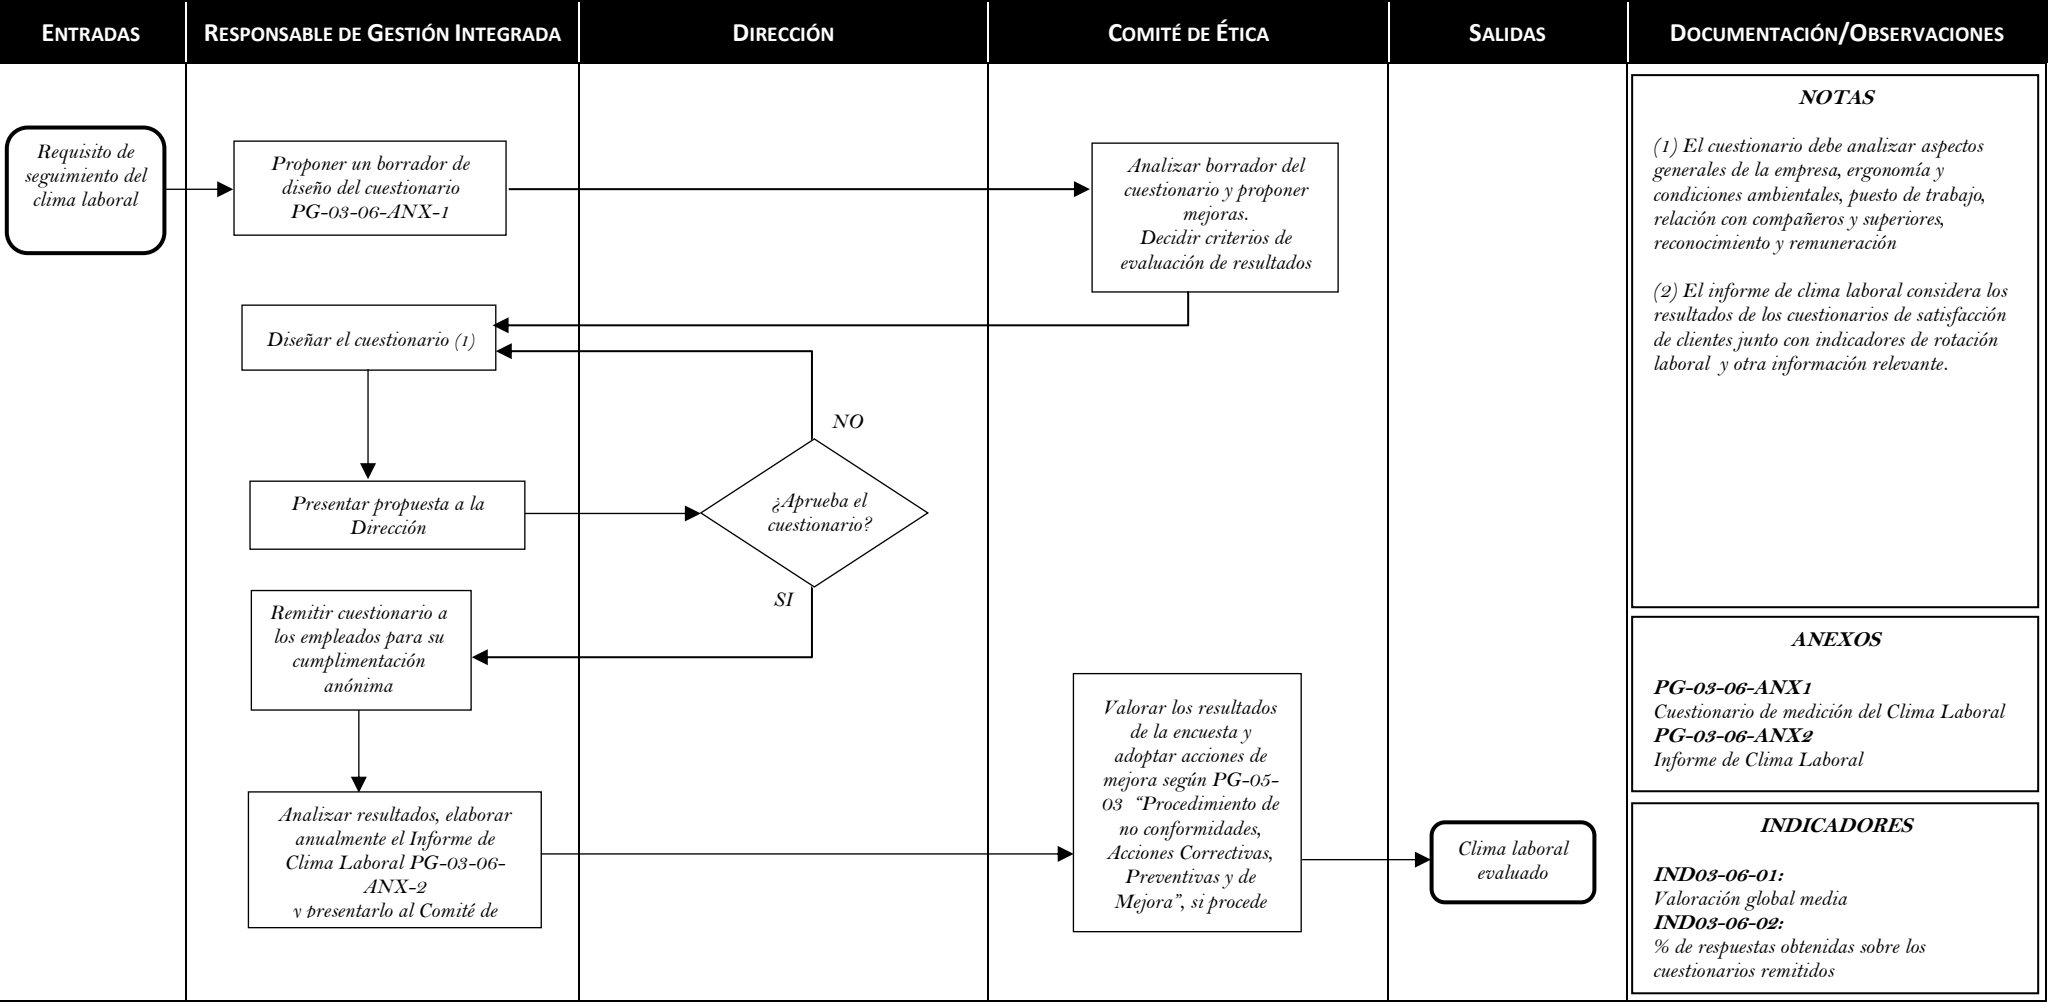 ENTRADAS
RESPONSABLE DE GESTIÓN INTEGRADA
DIRECCIÓN
COMITÉ DE ÉTICA
SALIDAS
DOCUMENTACIÓN/OBSERVACIONES
Requisito de
seguimiento del
clima laboral
Proponer un borrador de
diseño del cuestionario
PG-03-06-ANX-1
Analizar borrador del
cuestionario y proponer
mejoras.
Decidir criterios de
evaluación de resultados
Diseñar el cuestionario (1)
NO
Presentar propuesta a la
Dirección
¿Aprueba el
cuestionario?
SI
Remitir cuestionario a
los empleados para su
cumplimentación
anónima
Analizar resultados, elaborar
anualmente el Informe de
Clima Laboral PG-03-06-
ANX-2
y presentarlo al Comité de
Valorar los resultados
de la encuesta y
adoptar acciones de
mejora según PG-05-
03 “Procedimiento de
no conformidades,
Acciones Correctivas,
Preventivas y de
Mejora”, si procede
Clima laboral
evaluado
NOTAS
(1) El cuestionario debe analizar aspectos
generales de la empresa, ergonomía y
condiciones ambientales, puesto de trabajo,
relación con compañeros y superiores,
reconocimiento y remuneración
(2) El informe de clima laboral considera los
resultados de los cuestionarios de satisfacción
de clientes junto con indicadores de rotación
laboral y otra información relevante.
ANEXOS
PG-03-06-ANX1
Cuestionario de medición del Clima Laboral
PG-03-06-ANX2
Informe de Clima Laboral
INDICADORES
IND03-06-01:
Valoración global media
IND03-06-02:
% de respuestas obtenidas sobre los
cuestionarios remitidos